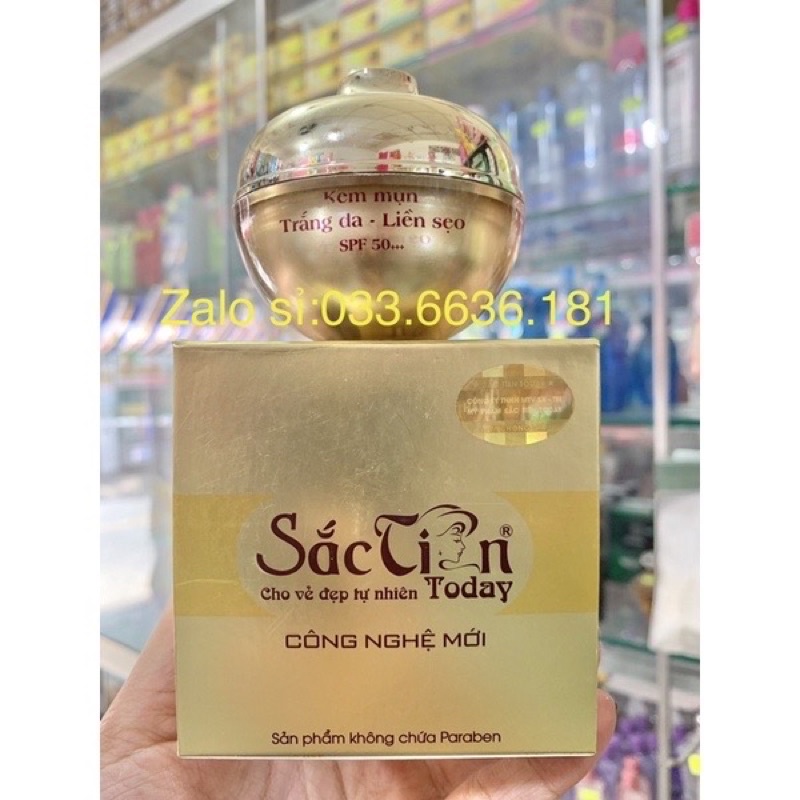 Kem mụn
Trắng da - Liền sẹo
SPF 50...
Zalo sỉ:033.6636.181
SắcTiên®
Cho vẻ đẹp tự nhiên Today
CÔNG NGHỆ MỚI
Sản phẩm không chứa Paraben